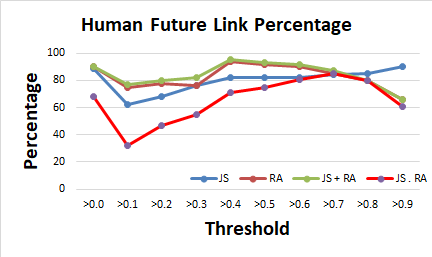 Human Future Link Percentage
Percentage
100
80
60
40
20
0
JS RA JS + RA JS . RA
>0.0 >0.1 >0.2 >0.3 >0.4 >0.5 >0.6 >0.7 >0.8 >0.9
Threshold